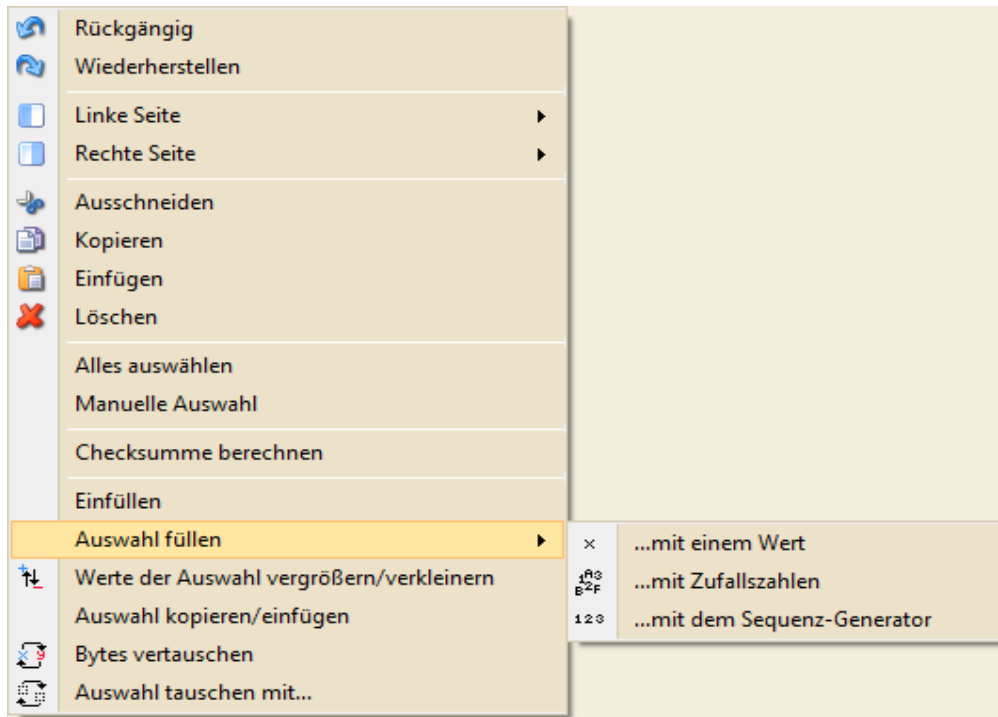 Rückgängig
Wiederherstellen
Linke Seite
Rechte Seite
Ausschneiden
Kopieren
Einfügen
Löschen
Alles auswählen
Manuelle Auswahl
Checksumme berechnen
Einfüllen
Auswahl füllen
...mit einem Wert
...mit Zufallszahlen
...mit dem Sequenz-Generator
Werte der Auswahl vergrößern/verkleinern
Auswahl kopieren/einfügen
Bytes vertauschen
Auswahl tauschen mit...